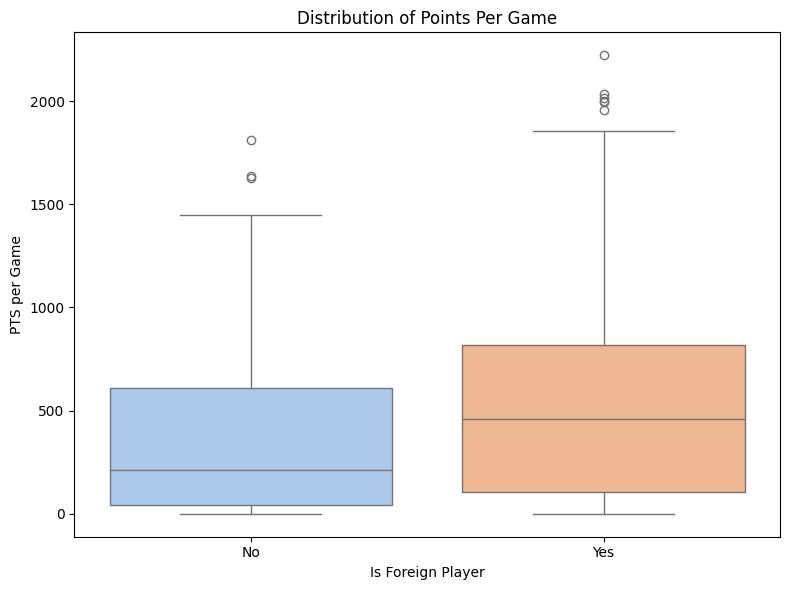 Distribution of Points Per Game
PTS per Game
2000
1500
1000
500
0
No
Yes
Is Foreign Player